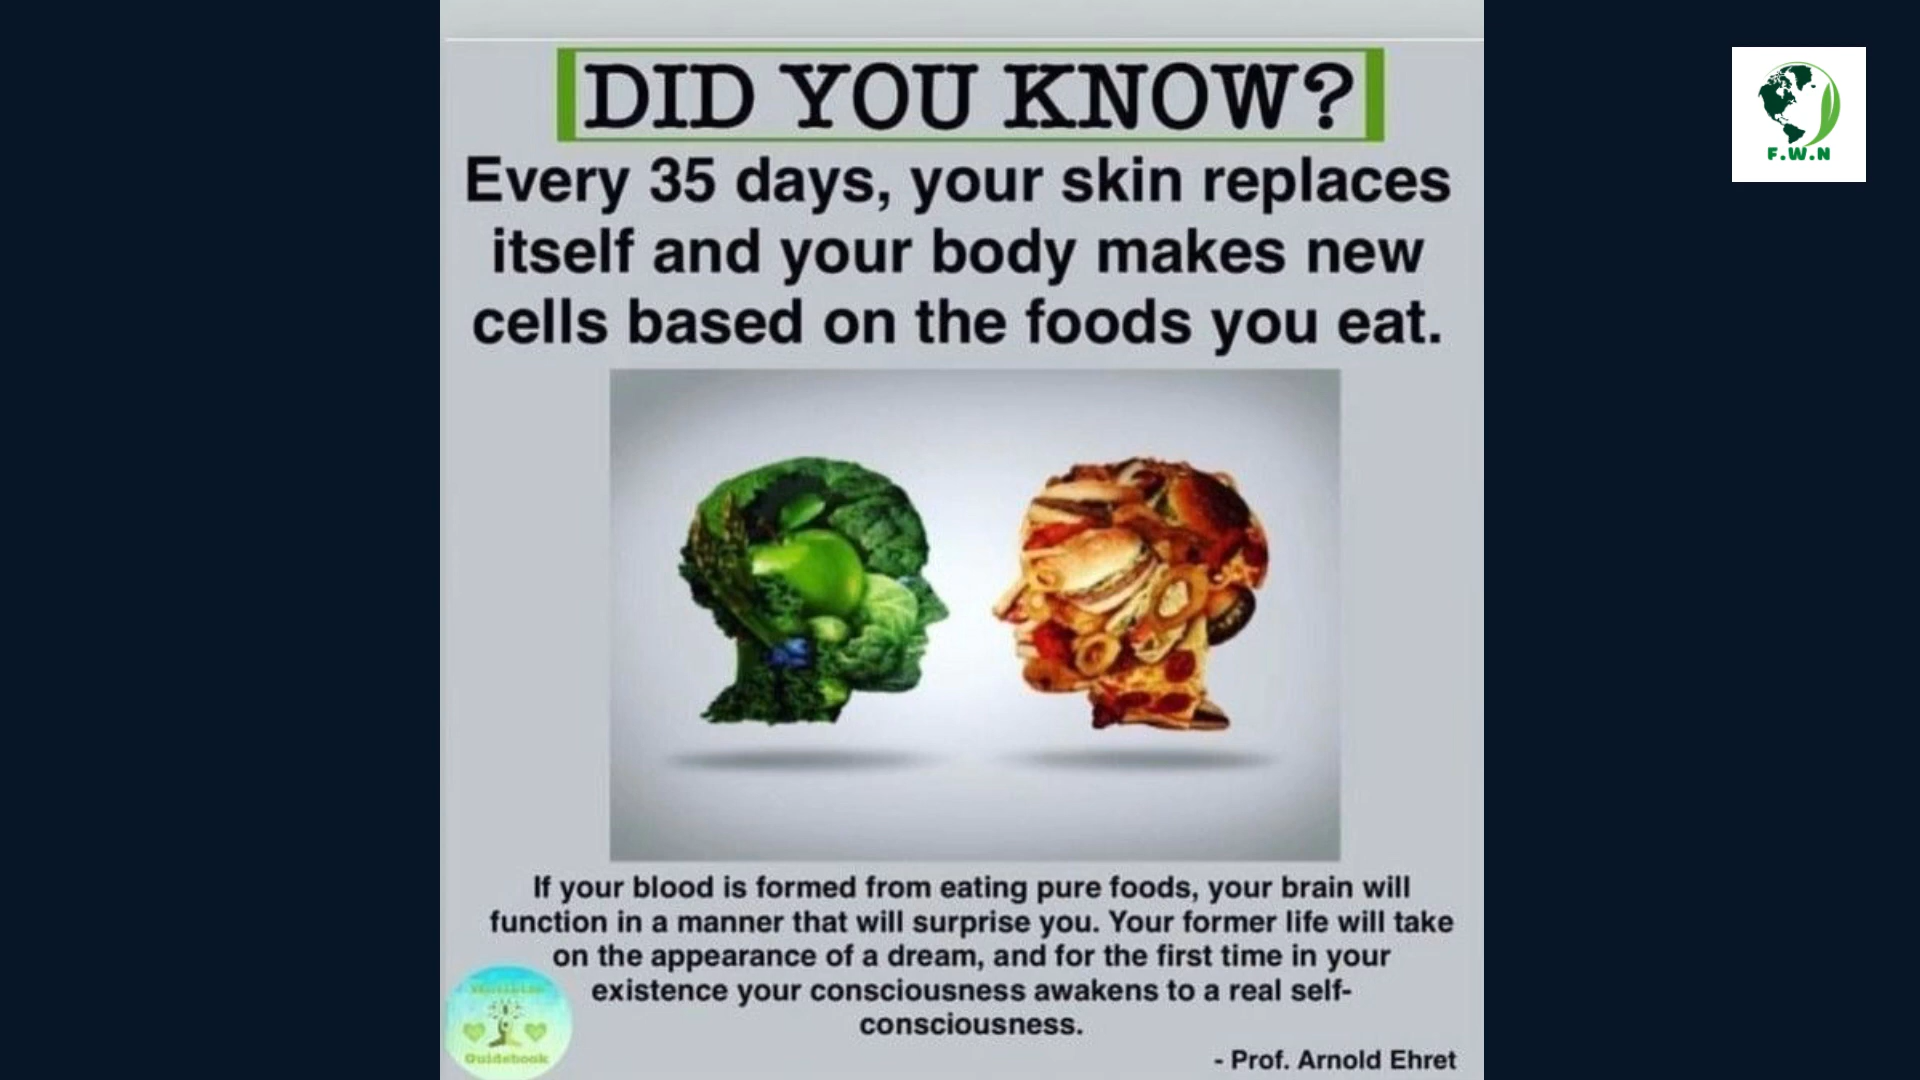 DID YOU KNOW?
F.W.N
Every 35 days, your skin replaces
itself and your body makes new
cells based on the foods you eat.
If your blood is formed from eating pure foods, your brain will
function in a manner that will surprise you. Your former life will take
on the appearance of a dream, and for the first time in your
existence your consciousness awakens to a real self-
consciousness.
- Prof. Arnold Ehret
Guidebook